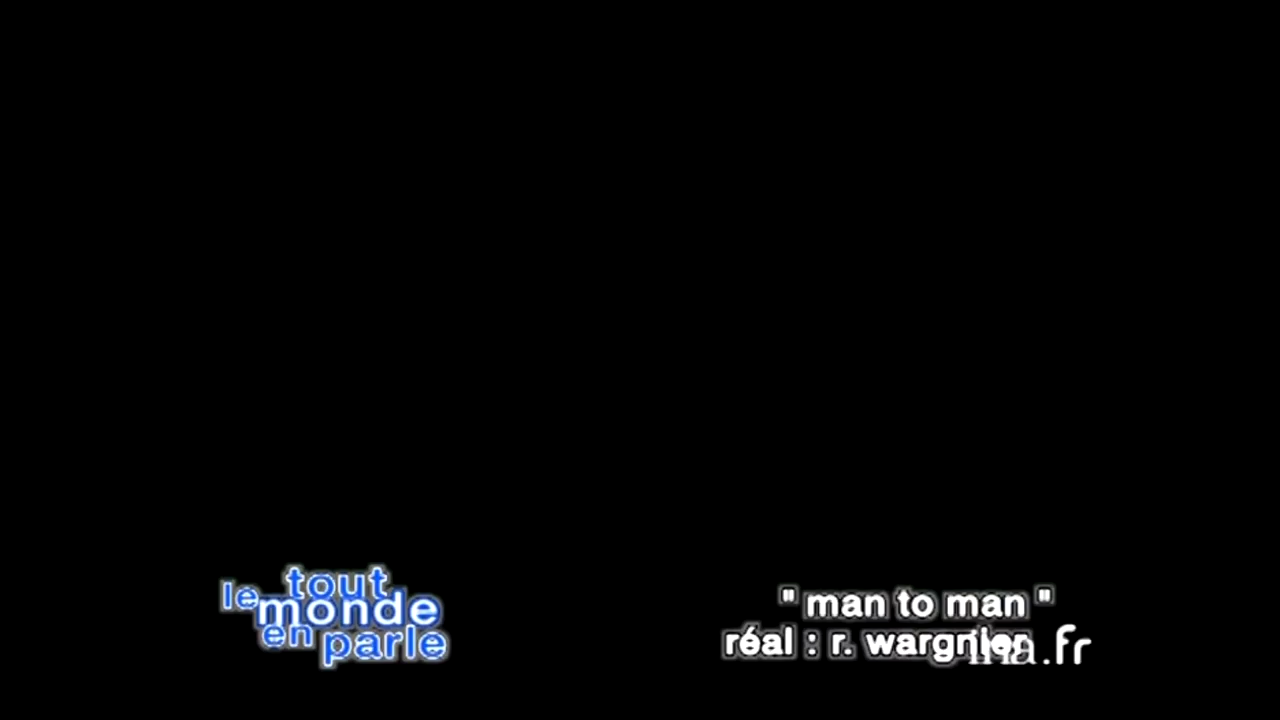 tout
le monde
en parle
" man to man "
réal : r. wargnier
ina.fr